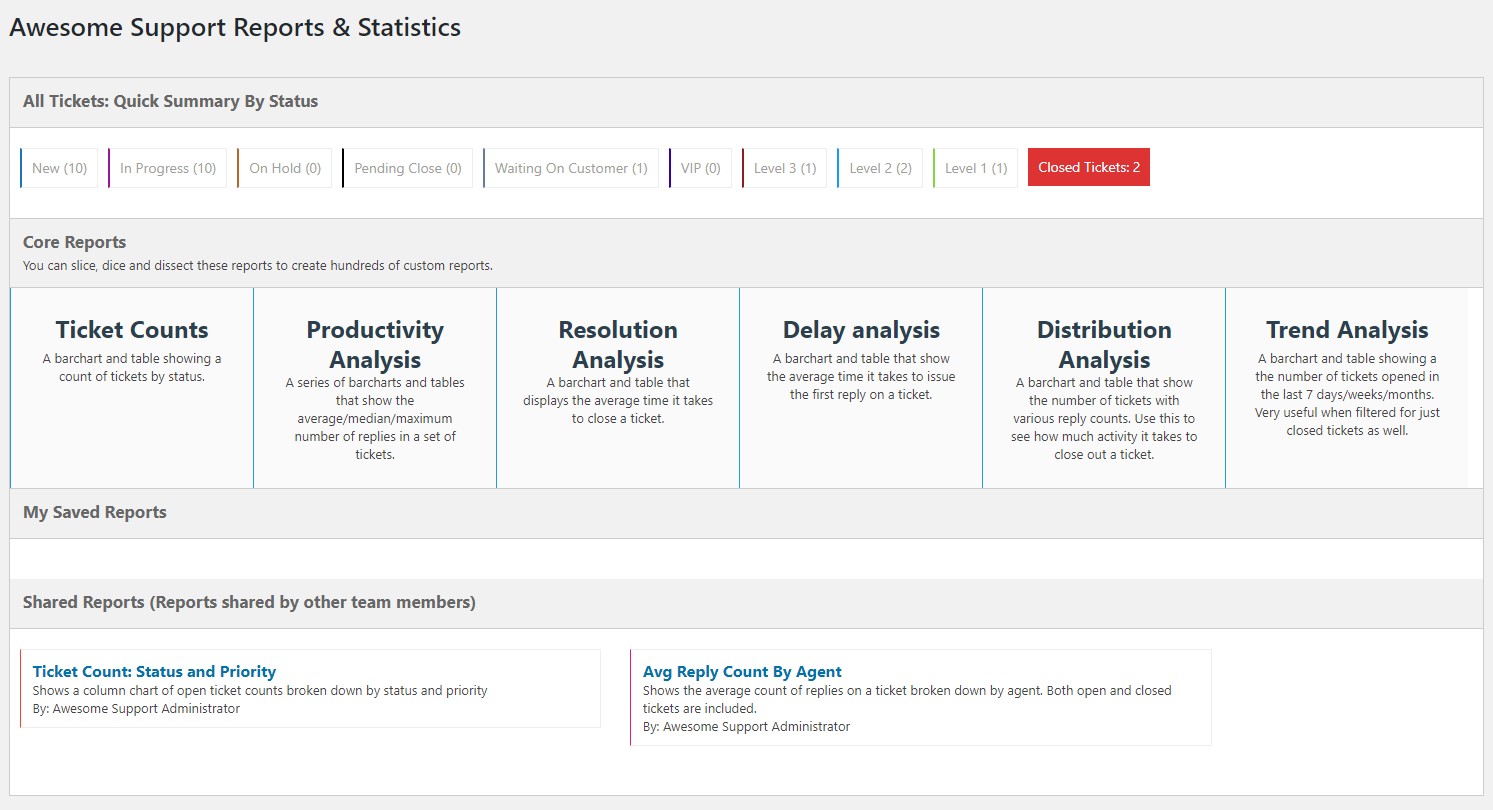 Awesome Support Reports & Statistics
All Tickets: Quick Summary By Status
New (10) In Progress (10) On Hold (0) Pending Close (0) Waiting On Customer (1) VIP (0) Level 3 (1) Level 2 (2) Level 1 (1) Closed Tickets: 2
Core Reports
You can slice, dice and dissect these reports to create hundreds of custom reports.
Ticket Counts
A barchart and table showing a
count of tickets by status.
Productivity
Analysis
A series of barcharts and tables
that show the
average/median/maximum
number of replies in a set of
tickets.
Resolution
Analysis
A barchart and table that
displays the average time it takes
to close a ticket.
Delay analysis
A barchart and table that show
the average time it takes to issue
the first reply on a ticket.
Distribution
Analysis
A barchart and table that show
the number of tickets with
various reply counts. Use this to
see how much activity it takes to
close out a ticket.
Trend Analysis
A barchart and table showing a
the number of tickets opened in
the last 7 days/weeks/months.
Very useful when filtered for just
closed tickets as well.
My Saved Reports
Shared Reports (Reports shared by other team members)
Ticket Count: Status and Priority
Shows a column chart of open ticket counts broken down by status and priority
By: Awesome Support Administrator
Avg Reply Count By Agent
Shows the average count of replies on a ticket broken down by agent. Both open and closed
tickets are included.
By: Awesome Support Administrator